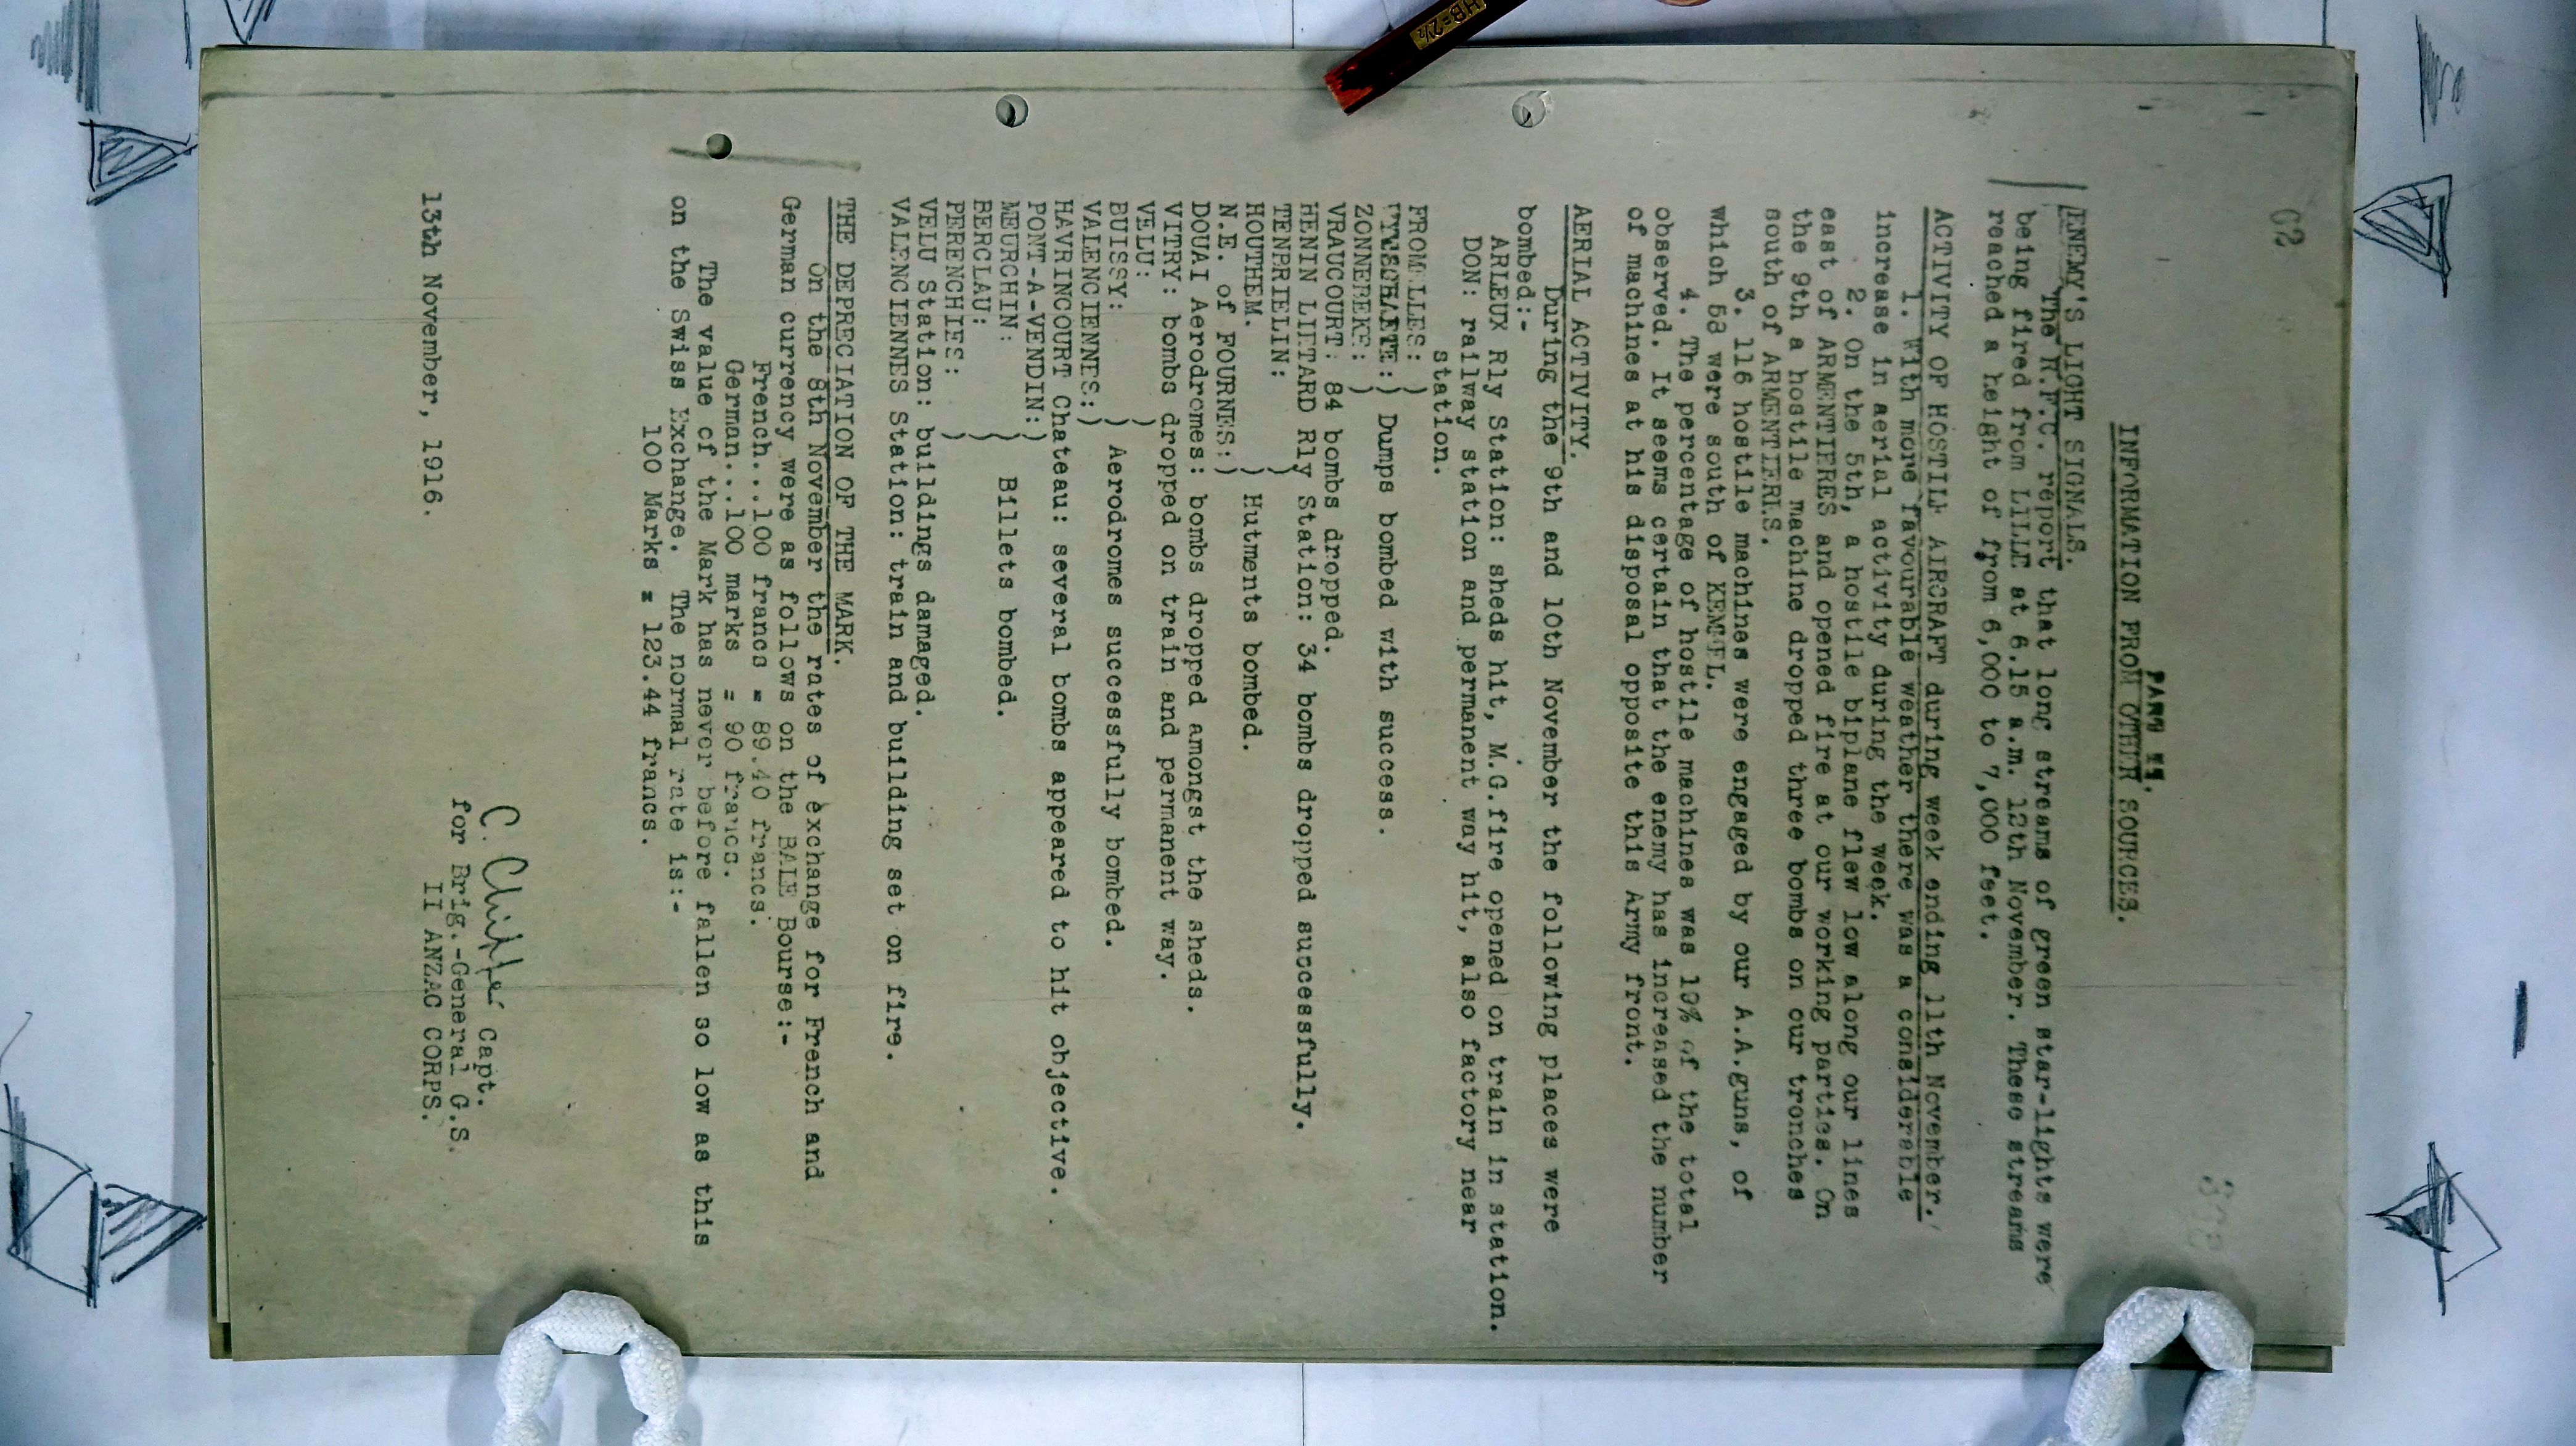 PART II.
INFORMATION FROM OTHER SOURCES.
ENEMY'S LIGHT SIGNALS.
The R.F.C. report that long streams of green star-lights were
being fired from LILLE at 6.15 a.m. 12th November. These streams
reached a height of from 6,000 to 7,000 feet.
ACTIVITY OF HOSTILE AIRCRAFT during week ending 11th November.
1. With more favourable weather there was a considerable
increase in aerial activity during the week.
2. On the 5th, a hostile biplane flew low along our lines
east of ARMENTIERES and opened fire at our working parties. On
the 9th a hostile machine dropped three bombs on our trenches
south of ARMENTIERES.
3. 116 hostile machines were engaged by our A.A.guns, of
which 53 were south of KEMMEL.
4. The percentage of hostile machines was 19% of the total
observed. It seems certain that the enemy has increased the number
of machines at his disposal opposite this Army front.
AERIAL ACTIVITY.
During the 9th and 10th November the following places were
bombed:-
ARLEUX Rly Station: sheds hit, M.G.fire opened on train in station.
DON: railway station and permanent way hit, also factory near
station.
FROMELLES: )
WYTSCHAETE: ) Dumps bombed with success.
ZONNEBEKE: )
VRAUCOURT: 84 bombs dropped.
HENIN LIETARD Rly Station: 34 bombs dropped successfully.
TENBRIELIN: )
HOUTHEM. ) Hutments bombed.
N.E. of FOURNES: )
DOUAI Aerodromes: bombs dropped amongst the sheds.
VITRY: bombs dropped on train and permanent way.
VELU: )
BUISSY: ) Aerodromes successfully bombed.
VALENCIENNES: )
HAVRINCOURT Chateau: several bombs appeared to hit objective.
PONT-A-VENDIN: )
MEURCHIN: ) Billets bombed.
BERCLAU: )
PERENCHIES: )
VELU Station: buildings damaged.
VALENCIENNES Station: train and building set on fire.
THE DEPRECIATION OF THE MARK.
On the 8th November the rates of exchange for French and
German currency were as follows on the BALE Bourse:-
French...100 francs = 89.40 francs.
German...100 marks = 90 francs.
The value of the Mark has never before fallen so low as this
on the Swiss Exchange. The normal rate is:-
100 Marks = 123.44 francs.
Capt.
for Brig.-General G.S.
13th November, 1916. II ANZAC CORPS.
HB=2½